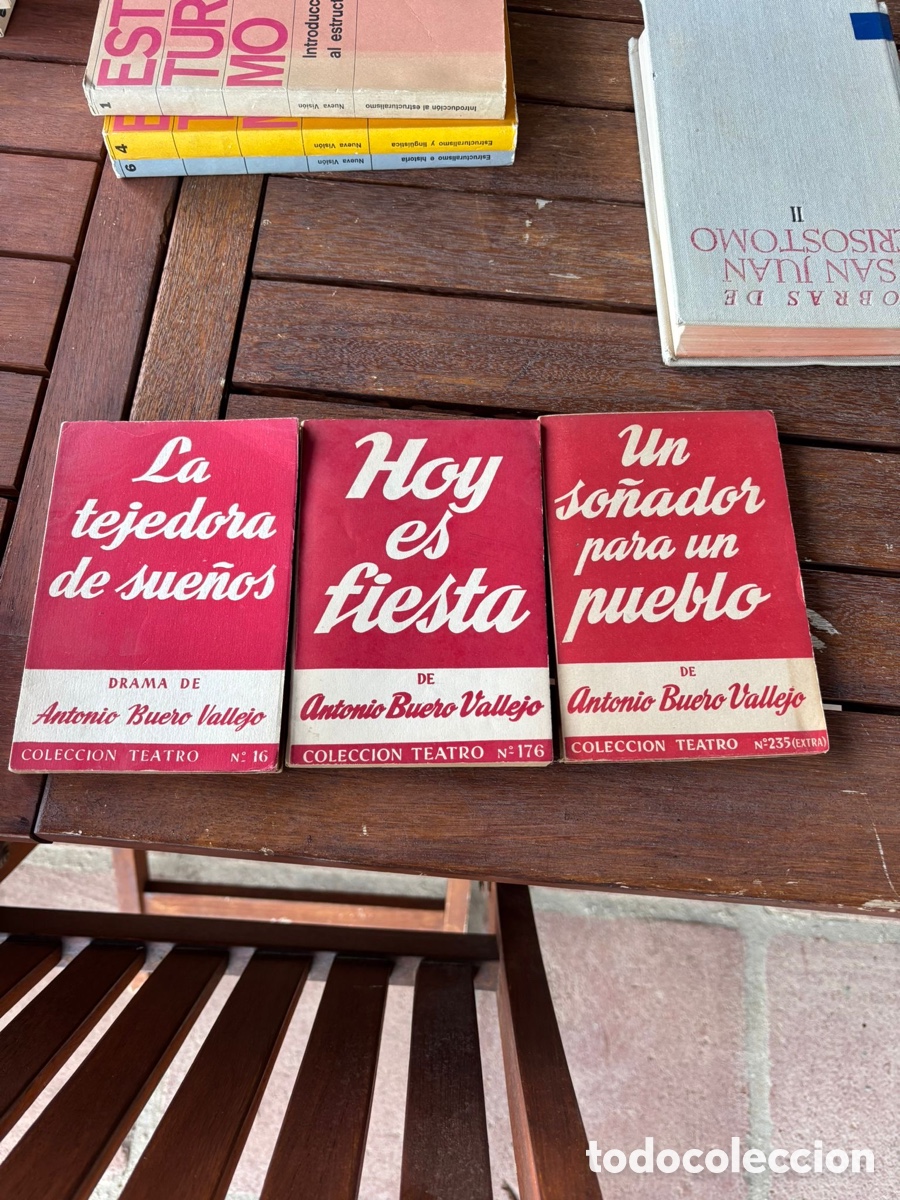 EST
TUR
MO
Introducc
al estruct
1
Nueva Visión
Introducción al estructuralismo
4
Nueva Visión
Estructuralismo y lingüística
6
Nueva Visión
Estructuralismo e historia
OBRAS DE
SAN JUAN
CRISOSTOMO
II
La
tejedora
de sueños
DRAMA DE
Antonio Buero Vallejo
COLECCION TEATRO Nº 16
Hoy
es
fiesta
DE
Antonio Buero Vallejo
COLECCION TEATRO Nº 176
Un
soñador
para un
pueblo
DE
Antonio Buero Vallejo
COLECCION TEATRO Nº 235 (EXTRA)
todocoleccion